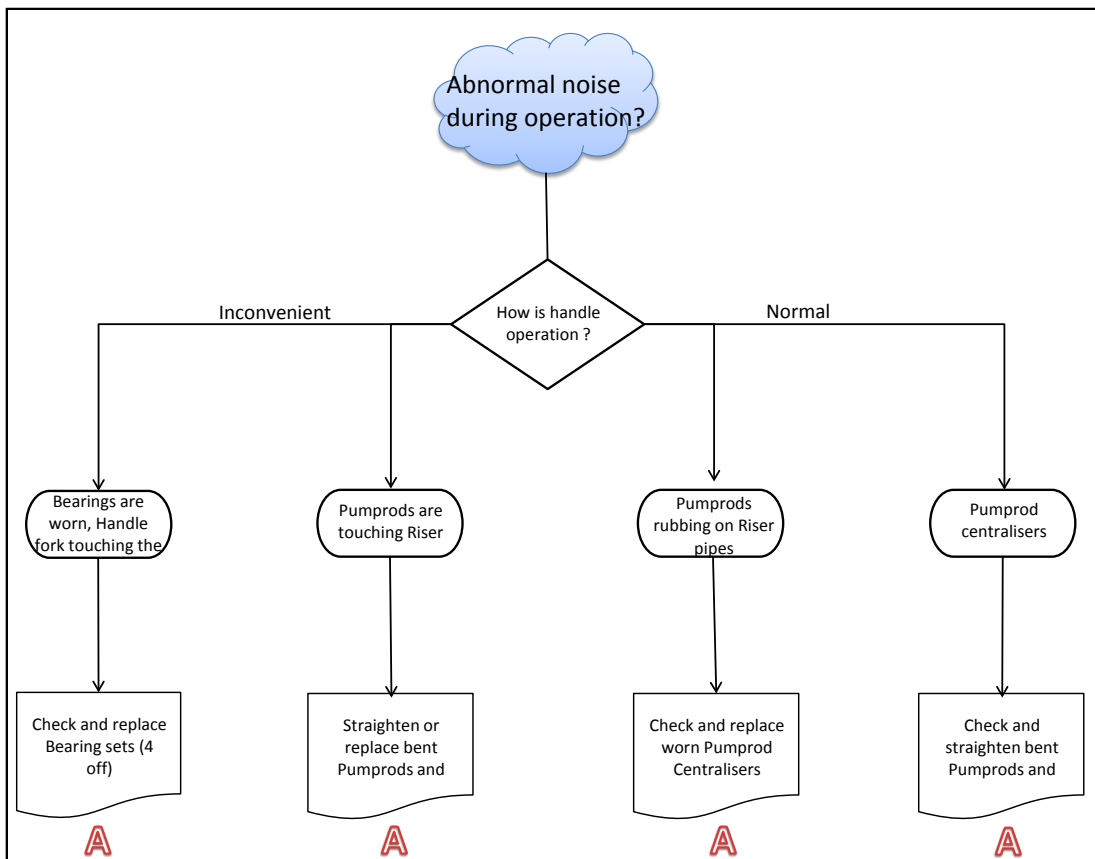 Abnormal noise
during operation?
How is handle
operation ?
Inconvenient
Normal
Bearings are
worn, Handle
fork touching the
Pumprods are
touching Riser
Pumprods
rubbing on Riser
pipes
Pumprod
centralisers
Check and replace
Bearing sets (4
off)
Straighten or
replace bent
Pumprods and
Check and replace
worn Pumprod
Centralisers
Check and
straighten bent
Pumprods and
A
A
A
A